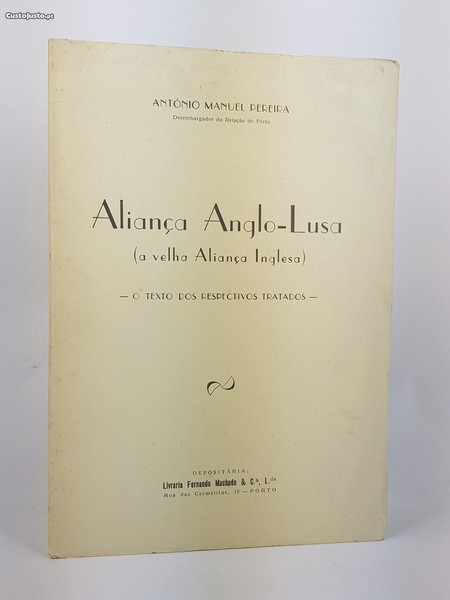 CustoJusto.pt
ANTÓNIO MANUEL PEREIRA
Desembargador da Relação do Porto
Aliança Anglo-Lusa
(a velha Aliança Inglesa)
— O TEXTO DOS RESPECTIVOS TRATADOS —
DEPOSITÁRIA:
Livraria Fernando Machado & C.ª, L.da
Rua das Carmelitas, 15 — PORTO